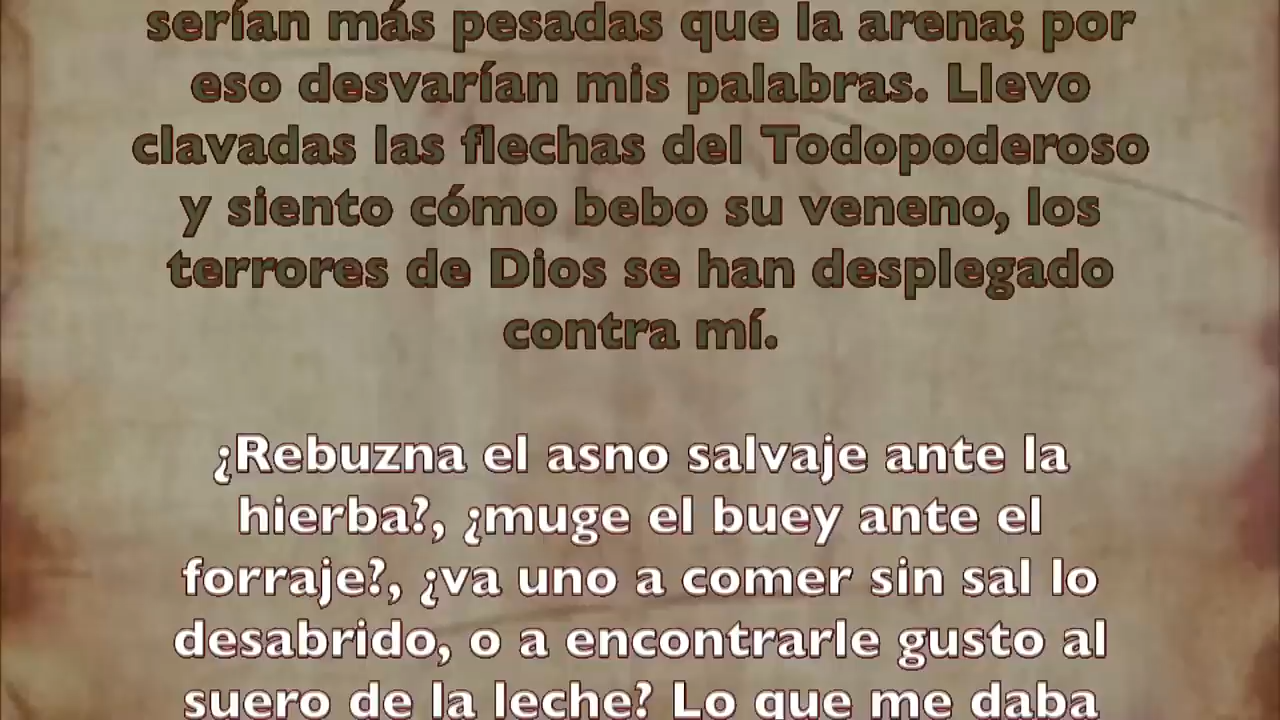 serían más pesadas que la arena; por
eso desvarían mis palabras. Llevo
clavadas las flechas del Todopoderoso
y siento cómo bebo su veneno, los
terrores de Dios se han desplegado
contra mí.
¿Rebuzna el asno salvaje ante la
hierba?, ¿muge el buey ante el
forraje?, ¿va uno a comer sin sal lo
desabrido, o a encontrarle gusto al
suero de la leche? Lo que me daba